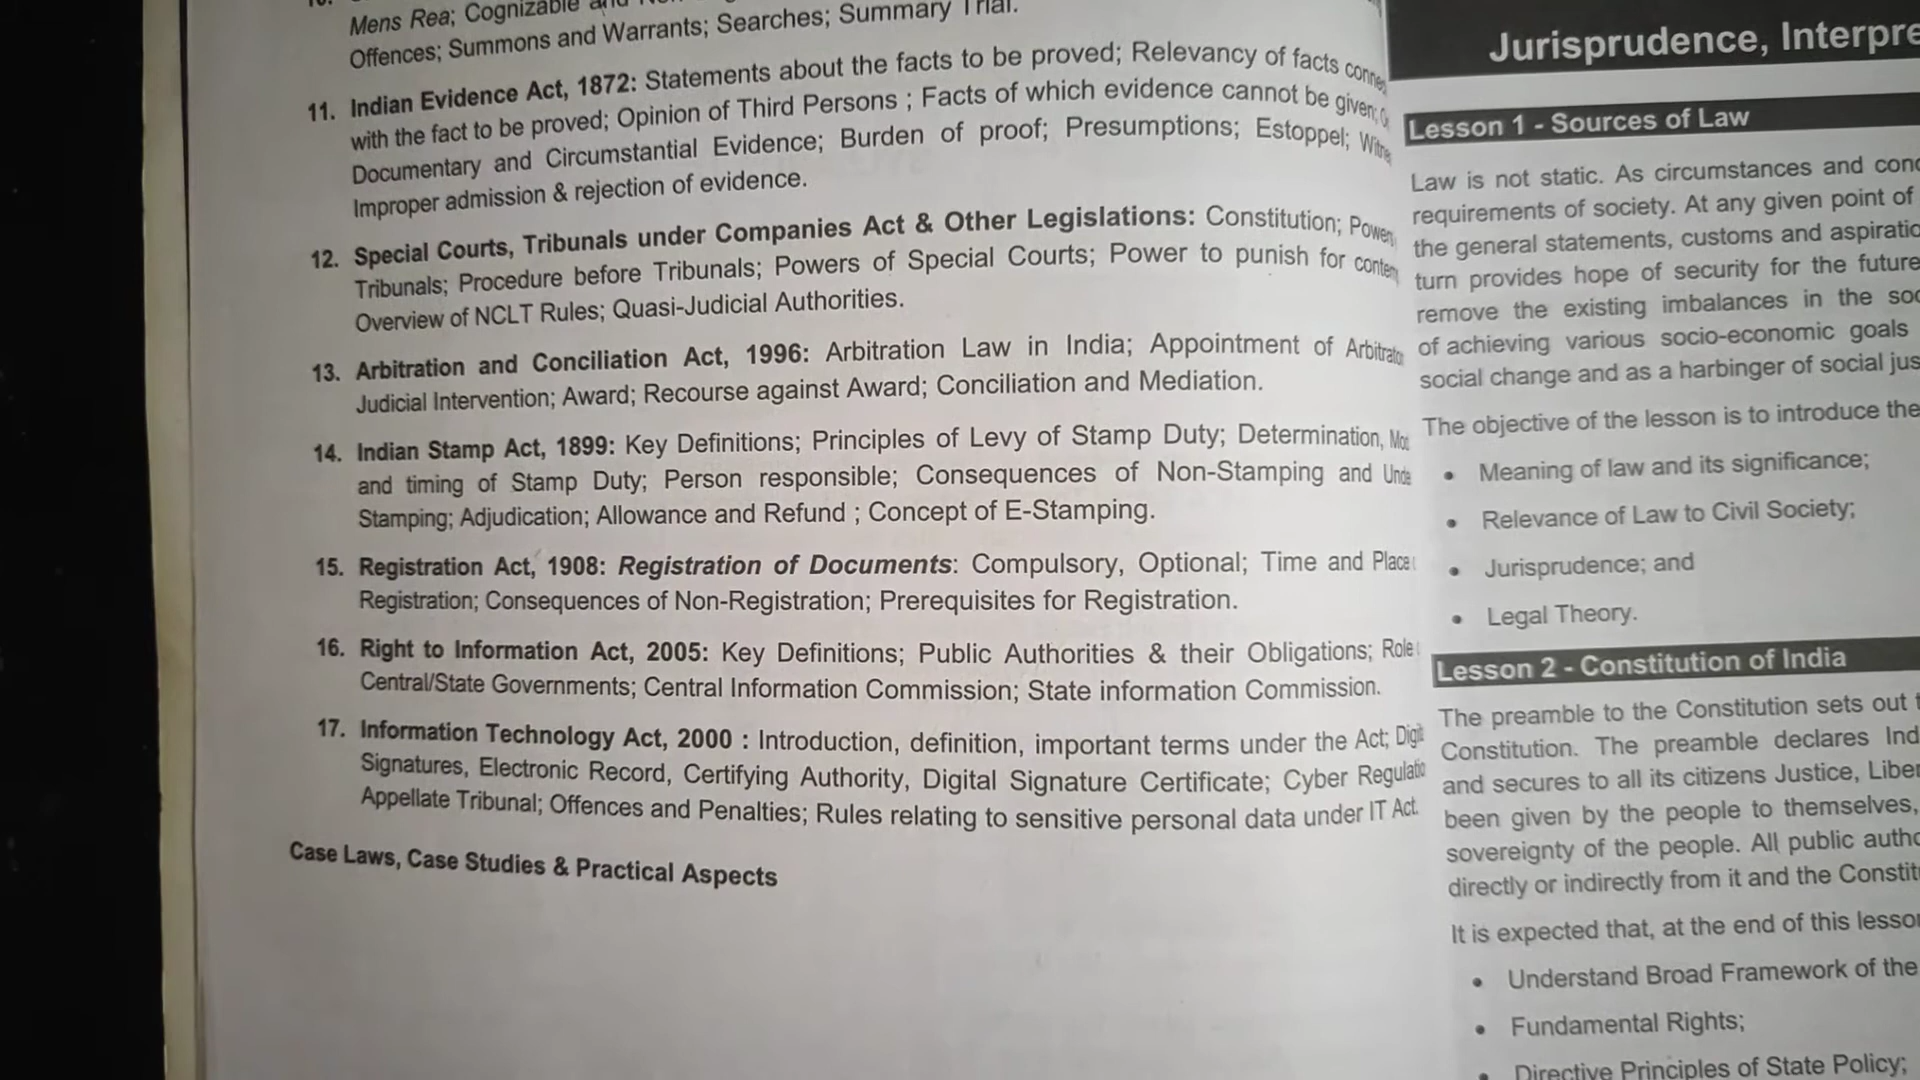 Mens Rea; Cognizable and
Offences; Summons and Warrants; Searches; Summary Trial.
11. Indian Evidence Act, 1872: Statements about the facts to be proved; Relevancy of facts
with the fact to be proved; Opinion of Third Persons ; Facts of which evidence cannot be given;
Documentary and Circumstantial Evidence; Burden of proof; Presumptions; Estoppel;
Improper admission & rejection of evidence.
12. Special Courts, Tribunals under Companies Act & Other Legislations: Constitution;
Tribunals; Procedure before Tribunals; Powers of Special Courts; Power to punish for
Overview of NCLT Rules; Quasi-Judicial Authorities.
13. Arbitration and Conciliation Act, 1996: Arbitration Law in India; Appointment of
Judicial Intervention; Award; Recourse against Award; Conciliation and Mediation.
14. Indian Stamp Act, 1899: Key Definitions; Principles of Levy of Stamp Duty; Determination,
and timing of Stamp Duty; Person responsible; Consequences of Non-Stamping and
Stamping; Adjudication; Allowance and Refund ; Concept of E-Stamping.
15. Registration Act, 1908: Registration of Documents: Compulsory, Optional; Time and Place
Registration; Consequences of Non-Registration; Prerequisites for Registration.
16. Right to Information Act, 2005: Key Definitions; Public Authorities & their Obligations; Role
Central/State Governments; Central Information Commission; State information Commission.
17. Information Technology Act, 2000 : Introduction, definition, important terms under the Act;
Signatures, Electronic Record, Certifying Authority, Digital Signature Certificate; Cyber
Appellate Tribunal; Offences and Penalties; Rules relating to sensitive personal data under IT Act.
Case Laws, Case Studies & Practical Aspects
Jurisprudence,
Lesson 1 - Sources of Law
Law is not static. As circumstances and
requirements of society. At any given point of
the general statements, customs and
turn provides hope of security for the future
remove the existing imbalances in the
of achieving various socio-economic goals
social change and as a harbinger of social
The objective of the lesson is to introduce the
• Meaning of law and its significance;
• Relevance of Law to Civil Society;
• Jurisprudence; and
• Legal Theory.
Lesson 2 - Constitution of India
The preamble to the Constitution sets out
Constitution. The preamble declares
and secures to all its citizens Justice,
been given by the people to themselves,
sovereignty of the people. All public
directly or indirectly from it and the
It is expected that, at the end of this
• Understand Broad Framework of the
• Fundamental Rights;
• Directive Principles of State Policy;